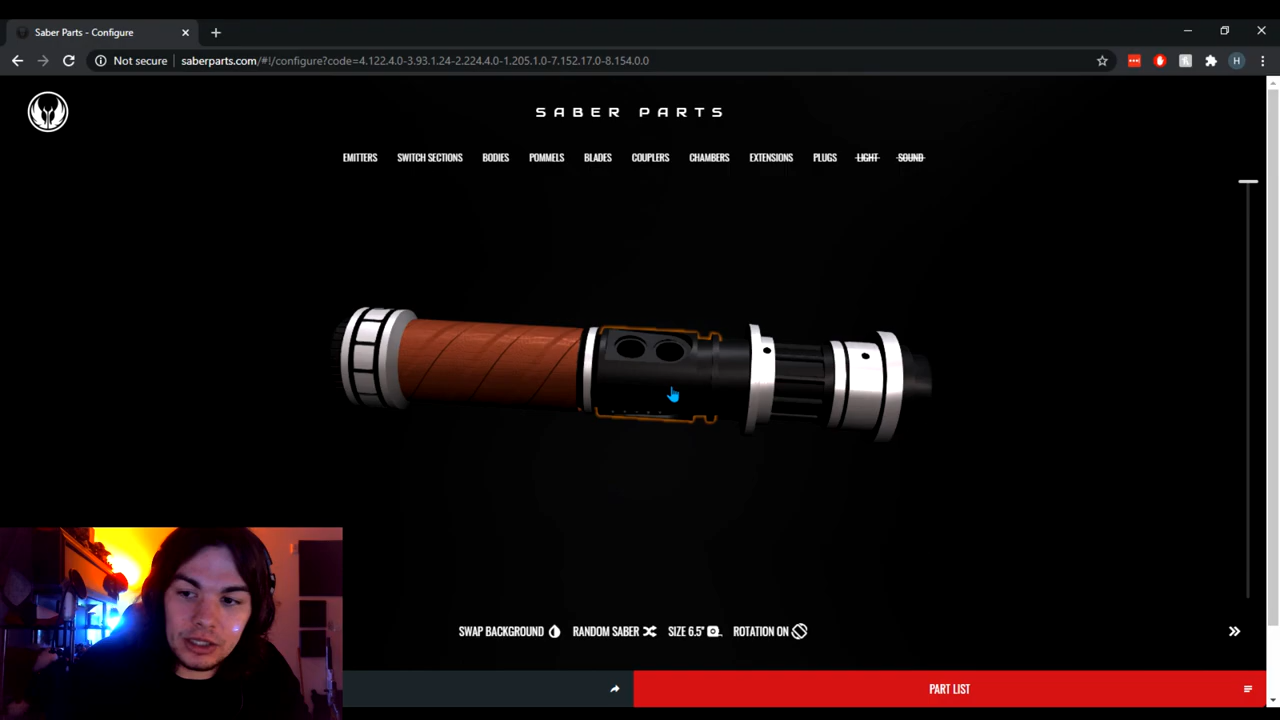 Saber Parts - Configure
Not secure saberparts.com/#!/configure?code=4.122.4.0-3.93.1.24-2.224.4.0-1.205.1.0-7.152.17.0-8.154.0.0
H
SABER PARTS
EMITTERS SWITCH SECTIONS BODIES POMMELS BLADES COUPLERS CHAMBERS EXTENSIONS PLUGS LIGHT SOUND
SWAP BACKGROUND RANDOM SABER SIZE 6.5" ROTATION ON
PART LIST